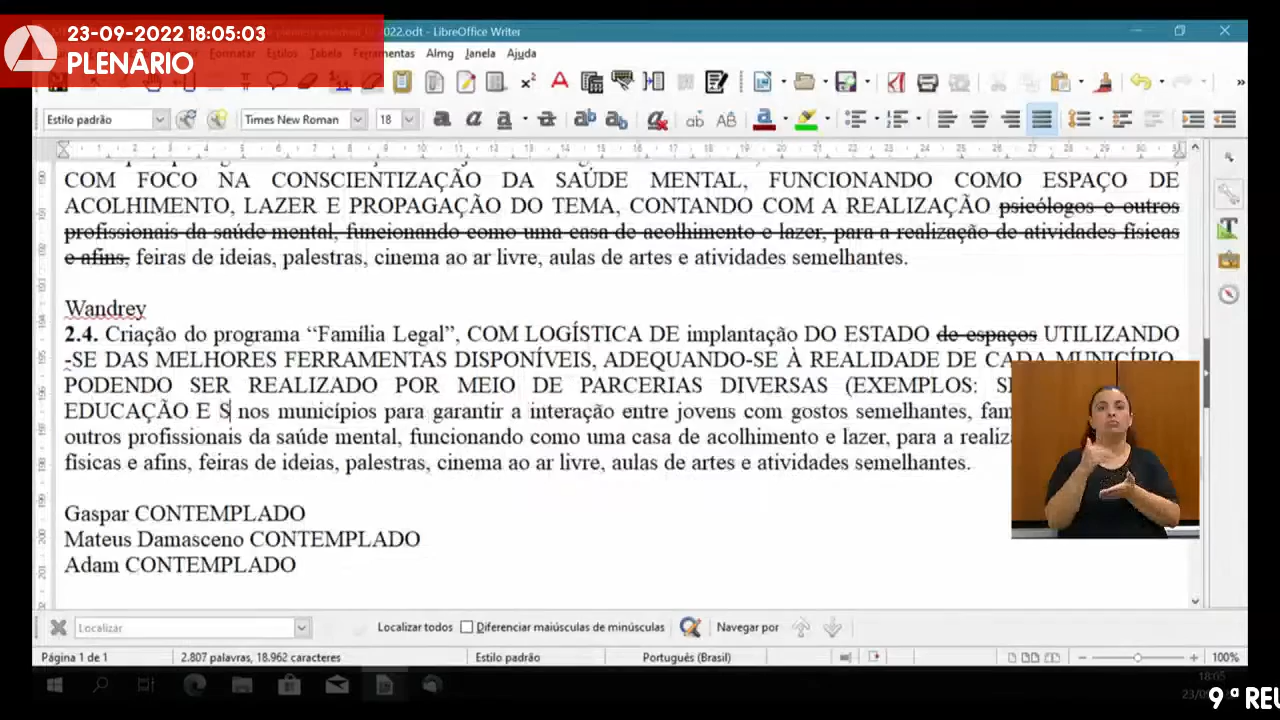 23-09-2022 18:05:03
PLENÁRIO
2022.odt - LibreOffice Writer
Formatar Estilos Tabela Ferramentas Almg Janela Ajuda
Estilo padrão Times New Roman 18
COM FOCO NA CONSCIENTIZAÇÃO DA SAÚDE MENTAL, FUNCIONANDO COMO ESPAÇO DE
ACOLHIMENTO, LAZER E PROPAGAÇÃO DO TEMA, CONTANDO COM A REALIZAÇÃO psicólogos e outros
profissionais da saúde mental, funcionando como uma casa de acolhimento e lazer, para a realização de atividades físicas
e afins, feiras de ideias, palestras, cinema ao ar livre, aulas de artes e atividades semelhantes.
Wandrey
2.4. Criação do programa “Família Legal”, COM LOGÍSTICA DE implantação DO ESTADO de espaços UTILIZANDO
-SE DAS MELHORES FERRAMENTAS DISPONÍVEIS, ADEQUANDO-SE À REALIDADE DE CADA MUNICÍPIO,
PODENDO SER REALIZADO POR MEIO DE PARCERIAS DIVERSAS (EXEMPLOS:
EDUCAÇÃO E S nos municípios para garantir a interação entre jovens com gostos semelhantes,
outros profissionais da saúde mental, funcionando como uma casa de acolhimento e lazer, para a
físicas e afins, feiras de ideias, palestras, cinema ao ar livre, aulas de artes e atividades semelhantes.
Gaspar CONTEMPLADO
Mateus Damasceno CONTEMPLADO
Adam CONTEMPLADO
Localizar Localizar todos Diferenciar maiúsculas de minúsculas Navegar por
Página 1 de 1 2.807 palavras, 18.962 caracteres Estilo padrão Português (Brasil) 100%
18:05
9 ª REU